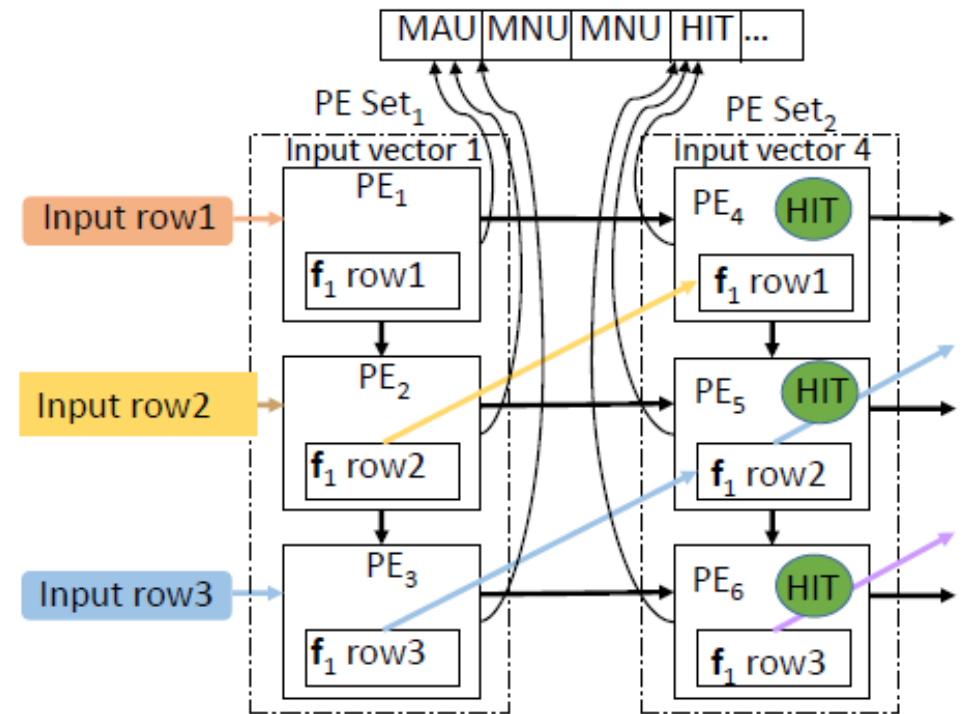 MAU MNU MNU HIT ...
PE Set₁
PE Set₂
Input vector 1
Input vector 4
Input row1
PE₁
f₁ row1
PE₄
HIT
f₁ row1
Input row2
PE₂
f₁ row2
PE₅
HIT
f₁ row2
Input row3
PE₃
f₁ row3
PE₆
HIT
f₁ row3